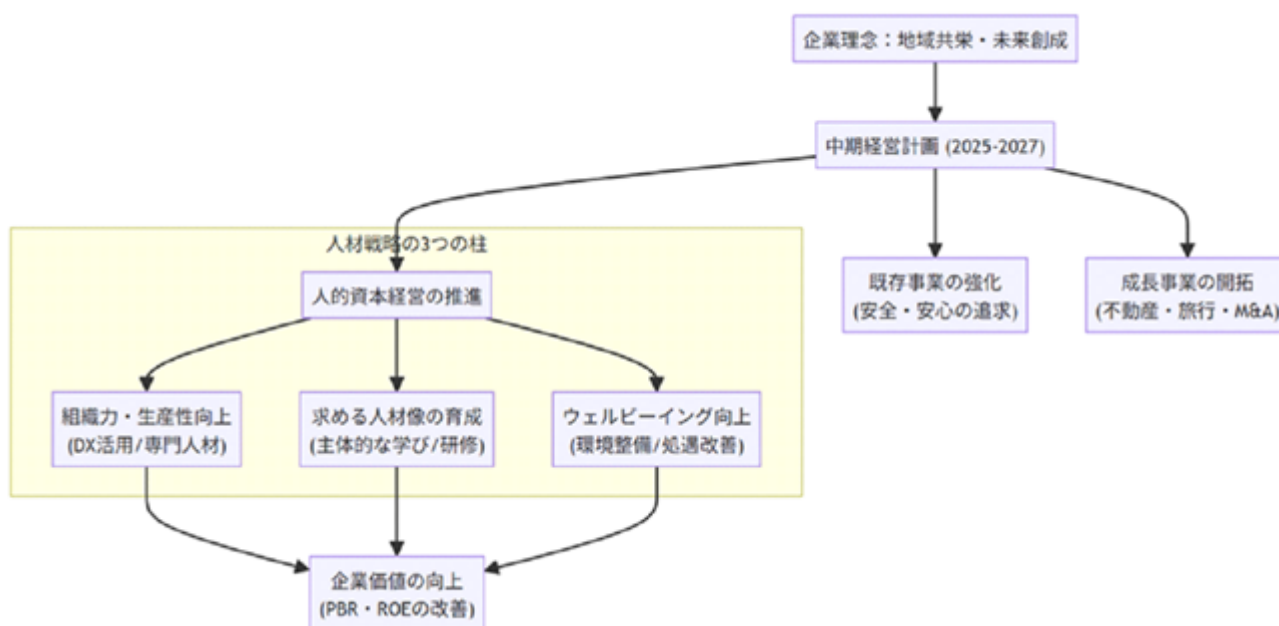 企業理念：地域共栄・未来創成
中期経営計画 (2025-2027)
人材戦略の3つの柱
人的資本経営の推進
既存事業の強化
(安全・安心の追求)
成長事業の開拓
(不動産・旅行・M&A)
組織力・生産性向上
(DX活用/専門人材)
求める人材像の育成
(主体的な学び/研修)
ウェルビーイング向上
(環境整備/処遇改善)
企業価値の向上
(PBR・ROEの改善)